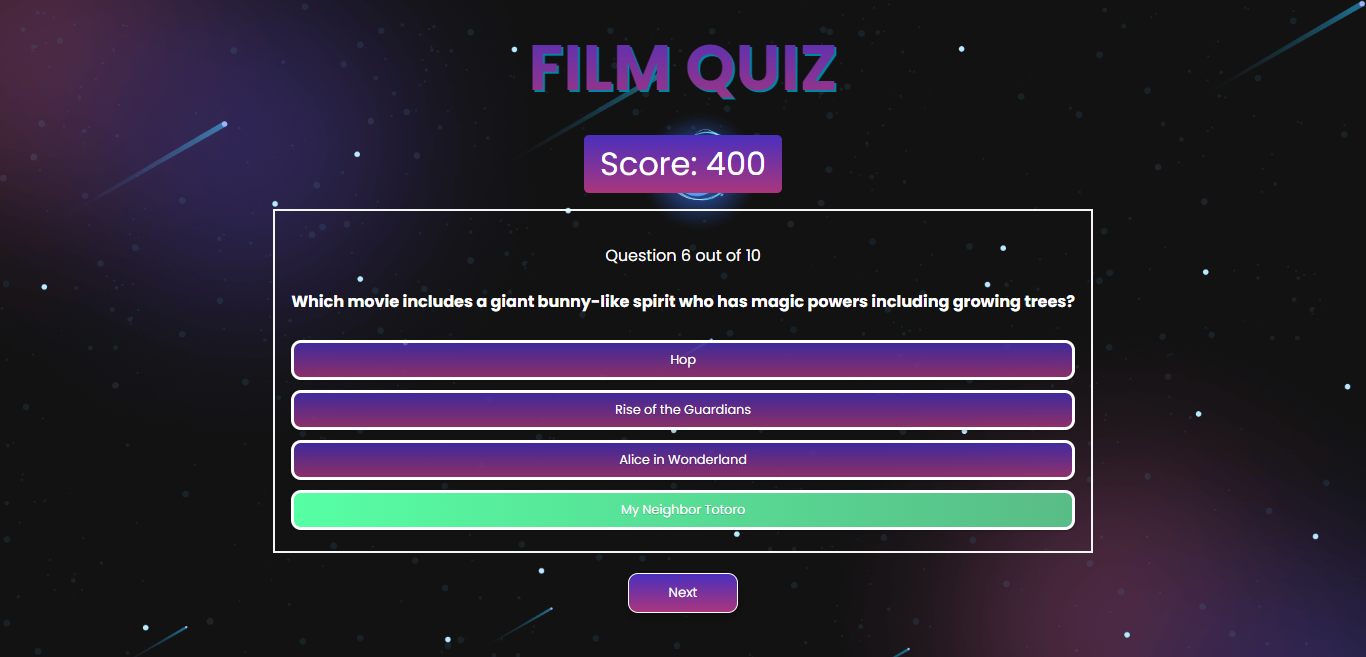 FILM QUIZ
Score: 400
Question 6 out of 10
Which movie includes a giant bunny-like spirit who has magic powers including growing trees?
Hop
Rise of the Guardians
Alice in Wonderland
My Neighbor Totoro
Next